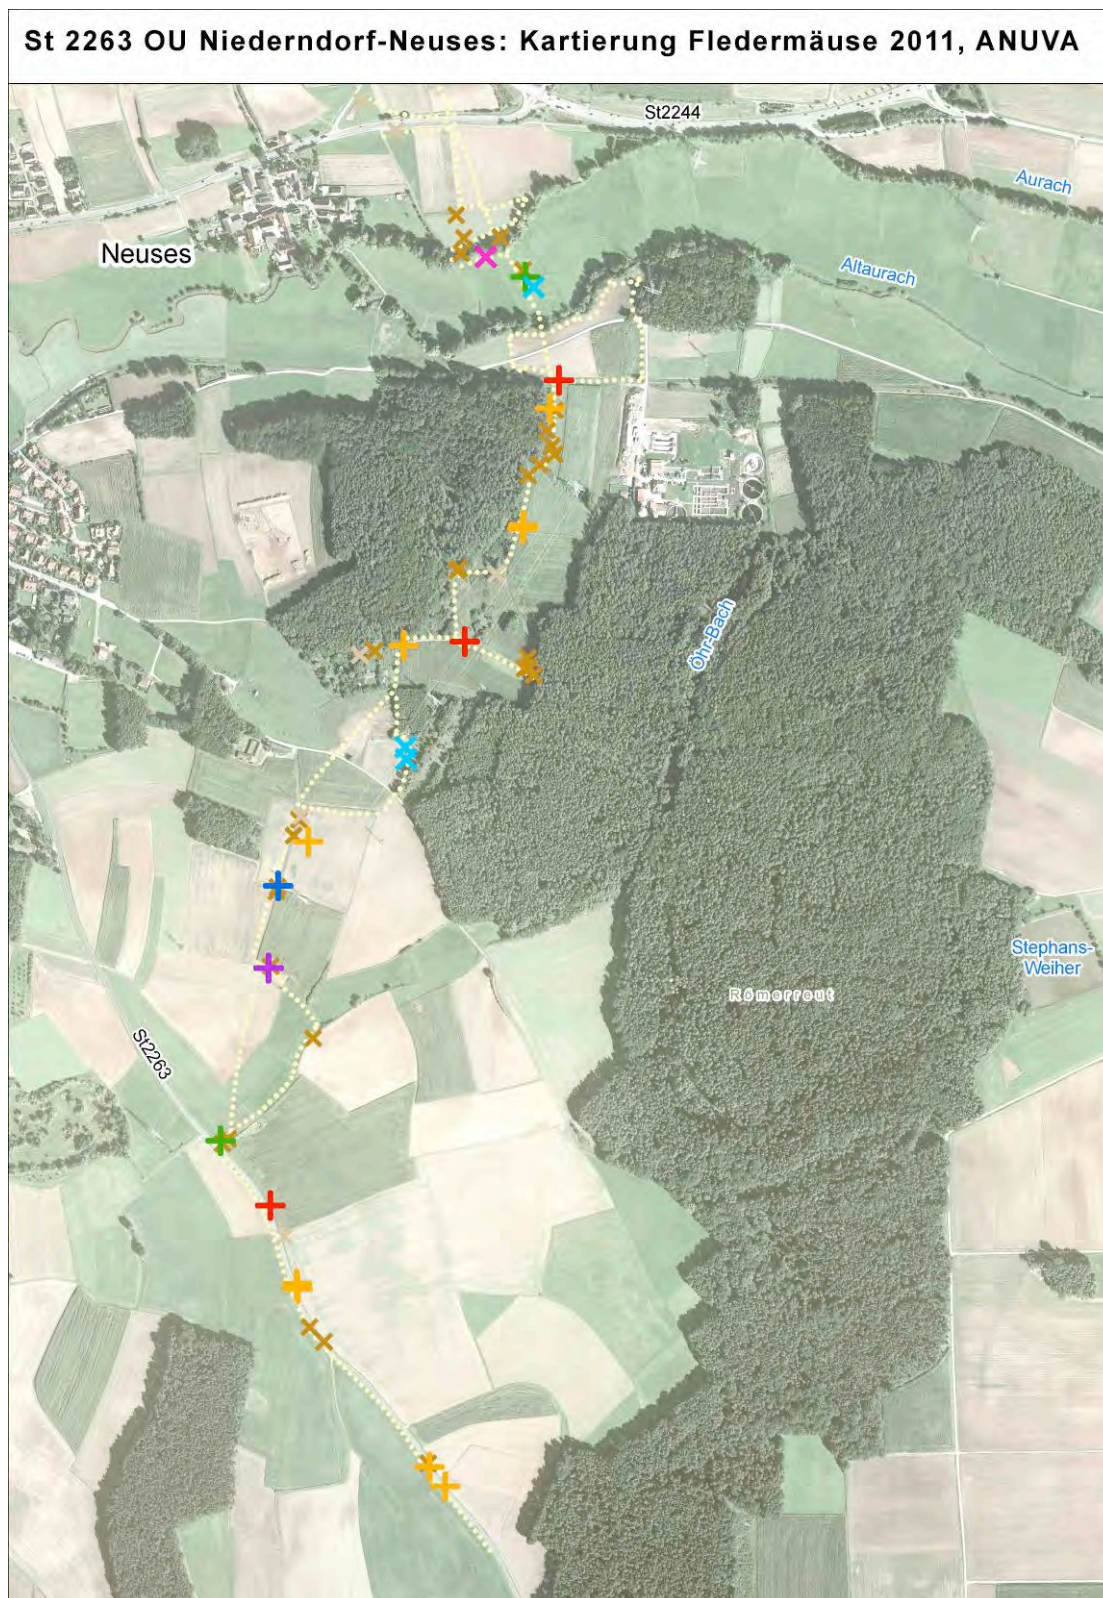 St 2263 OU Niederndorf-Neuses: Kartierung Fledermäuse 2011, ANUVA
St2244
Aurach
Neuses
Altaurach
Öhr-Bach
Stephans-
Weiher
Römerreut
St2263